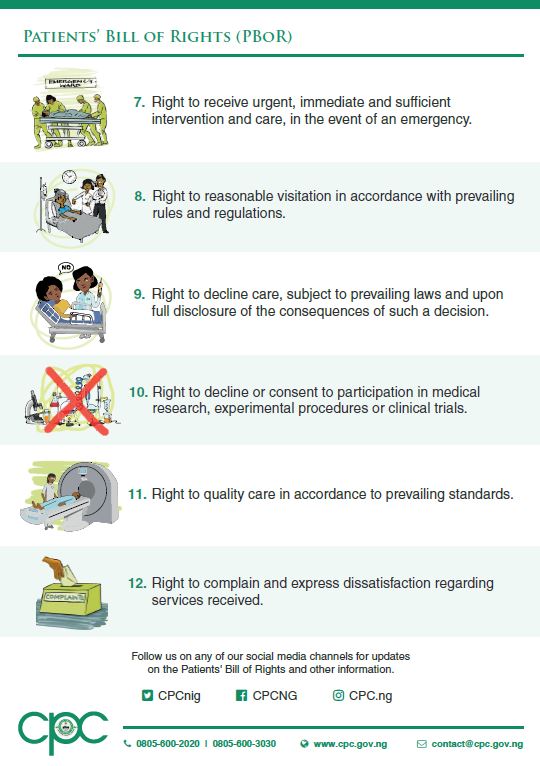 PATIENTS' BILL OF RIGHTS (PBOR)
EMERGENCY
WARD
7. Right to receive urgent, immediate and sufficient
intervention and care, in the event of an emergency.
8. Right to reasonable visitation in accordance with prevailing
rules and regulations.
NO
9. Right to decline care, subject to prevailing laws and upon
full disclosure of the consequences of such a decision.
10. Right to decline or consent to participation in medical
research, experimental procedures or clinical trials.
11. Right to quality care in accordance to prevailing standards.
COMPLAINTS
12. Right to complain and express dissatisfaction regarding
services received.
Follow us on any of our social media channels for updates
on the Patients' Bill of Rights and other information.
CPCnig CPCNG CPC.ng
cpc
0805-600-2020 I 0805-600-3030 www.cpc.gov.ng contact@cpc.gov.ng